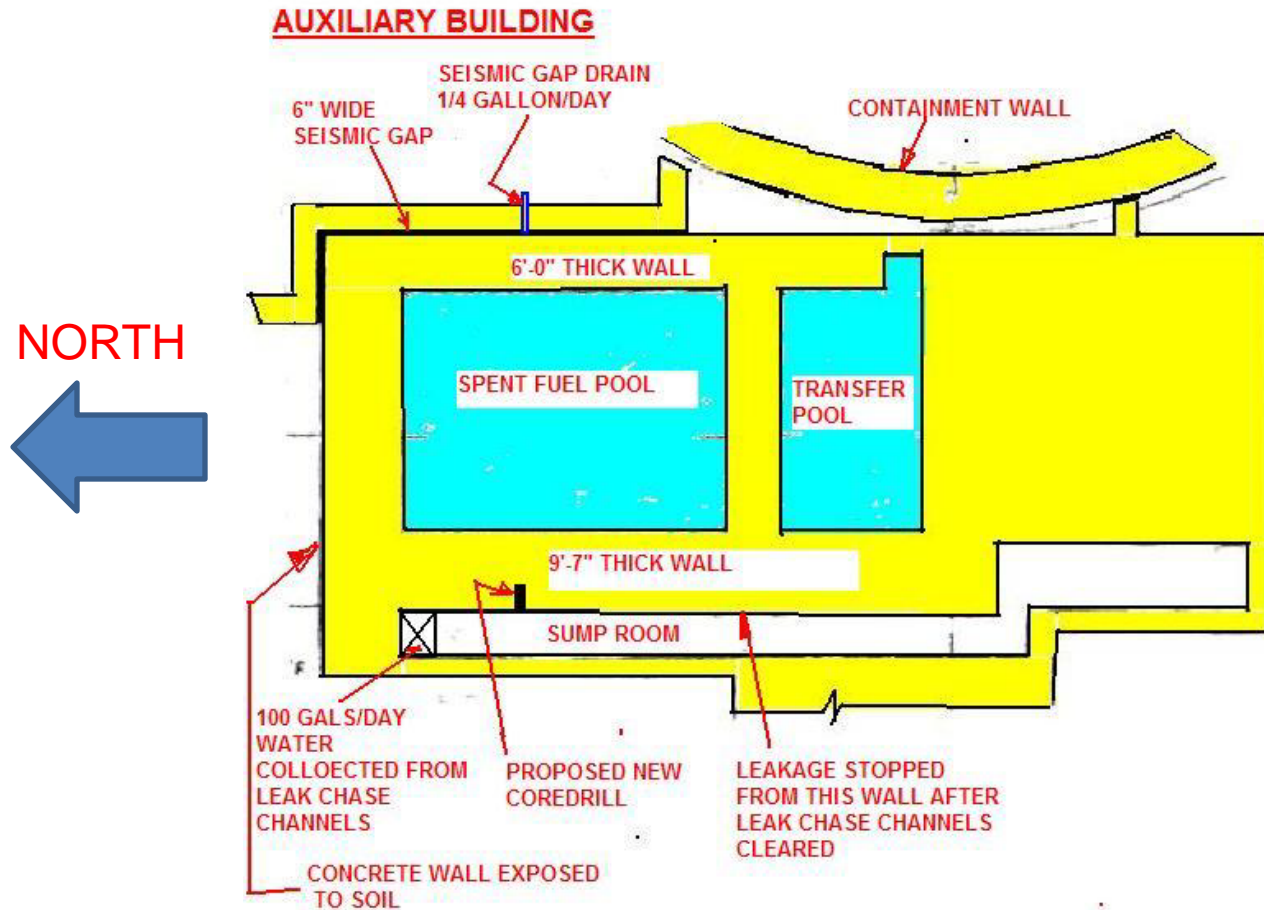 AUXILIARY BUILDING
SEISMIC GAP DRAIN
1/4 GALLON/DAY
6" WIDE
SEISMIC GAP
CONTAINMENT WALL
6'-0" THICK WALL
NORTH
SPENT FUEL POOL
TRANSFER
POOL
9'-7" THICK WALL
SUMP ROOM
100 GALS/DAY
WATER
COLLOECTED FROM
LEAK CHASE
CHANNELS
PROPOSED NEW
COREDRILL
LEAKAGE STOPPED
FROM THIS WALL AFTER
LEAK CHASE CHANNELS
CLEARED
CONCRETE WALL EXPOSED
TO SOIL